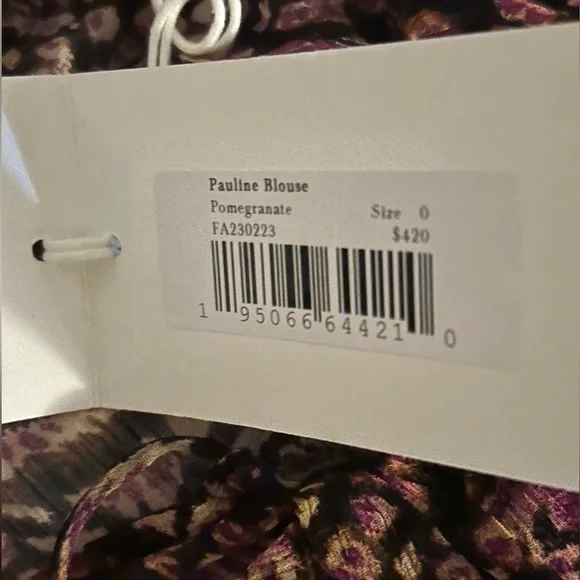 Pauline Blouse
Pomegranate Size 0
FA230223 $420
1 95066 64421 0